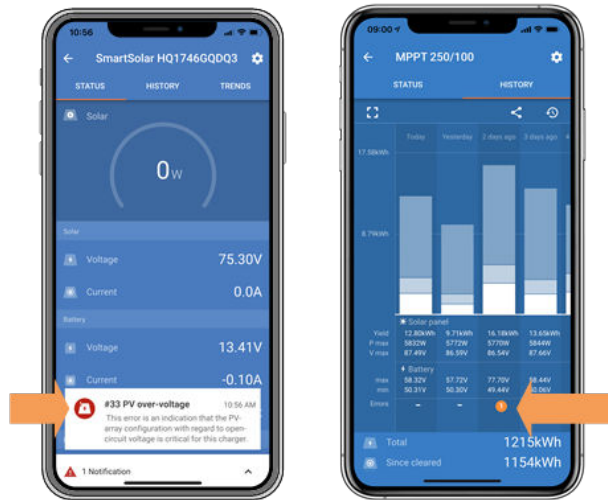 10:56
SmartSolar HQ1746GQDQ3
STATUS HISTORY TRENDS
Solar
0W
Solar
Voltage 75.30V
Current 0.0A
Battery
Voltage 13.41V
Current -0.10A
#33 PV over-voltage 10:56 AM
This error is an indication that the PV-
array configuration with regard to open-
circuit voltage is critical for this charger.
1 Notification
09:00
MPPT 250/100
STATUS HISTORY
Today Yesterday 2 days ago 3 days ago
17.58kWh
8.79kWh
Solar panel
Yield 12.80kWh 9.71kWh 16.18kWh 13.65kWh
P max 5832W 5772W 5770W 5844W
V max 87.49V 86.59V 86.54V 87.66V
Battery
max 58.32V 57.72V 77.70V 58.44V
min 50.31V 50.30V 49.44V
Errors – – 1
Total 1215kWh
Since cleared 1154kWh